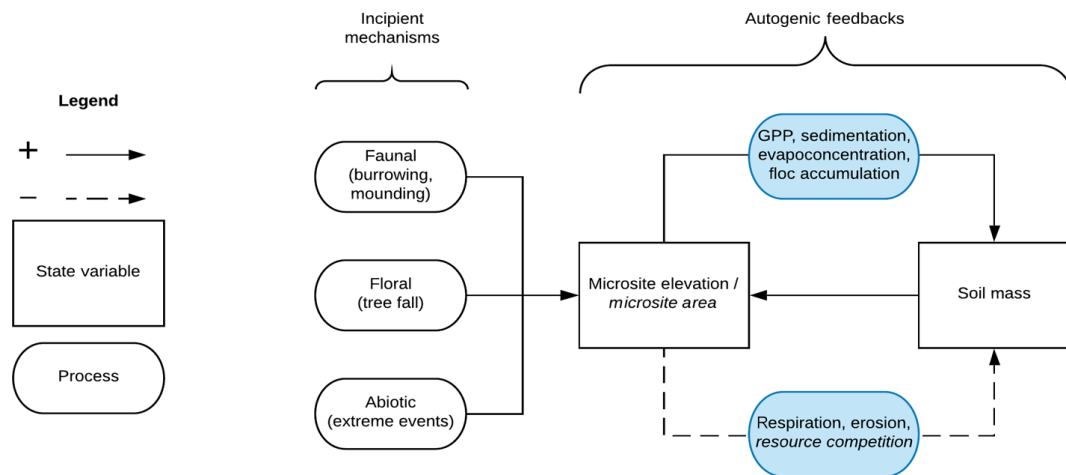 Incipient
mechanisms
Autogenic feedbacks
Legend
+
−
State variable
Process
Faunal
(burrowing,
mounding)
Floral
(tree fall)
Abiotic
(extreme events)
GPP, sedimentation,
evapoconcentration,
floc accumulation
Microsite elevation /
microsite area
Soil mass
Respiration, erosion,
resource competition